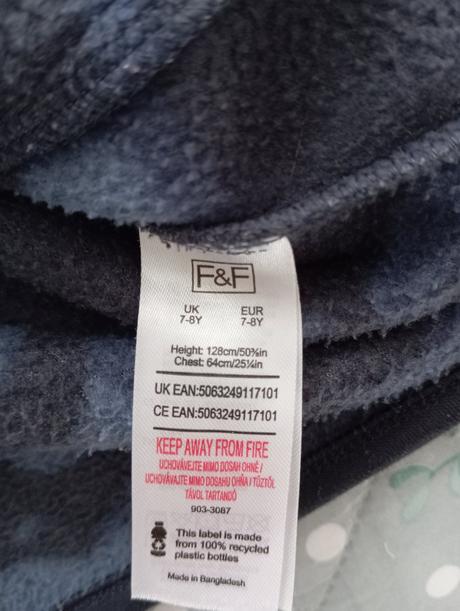 F&F
UK EUR
7-8Y 7-8Y
Height: 128cm/50⅜in
Chest: 64cm/25¼in
UK EAN:5063249117101
CE EAN:5063249117101
KEEP AWAY FROM FIRE
UCHOVÁVEJTE MIMO DOSAH OHNĚ /
UCHOVÁVAJTE MIMO DOSAHU OHŇA / TŰZTŐL
TÁVOL TARTANDÓ
903-3087
This label is made
from 100% recycled
plastic bottles
Made in Bangladesh